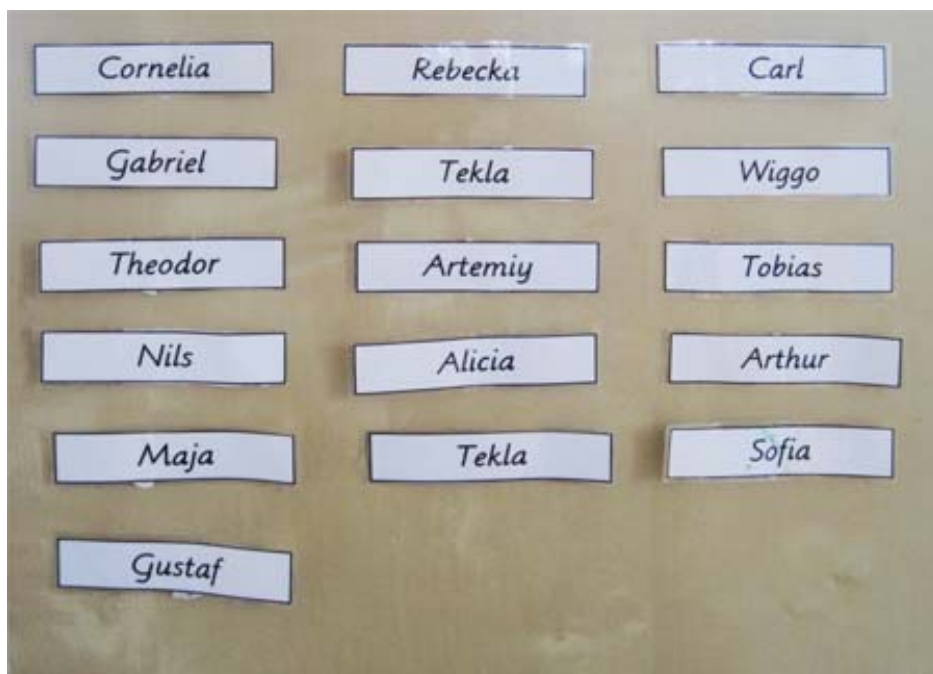 Cornelia
Rebecka
Carl
Gabriel
Tekla
Wiggo
Theodor
Artemiy
Tobias
Nils
Alicia
Arthur
Maja
Tekla
Sofia
Gustaf